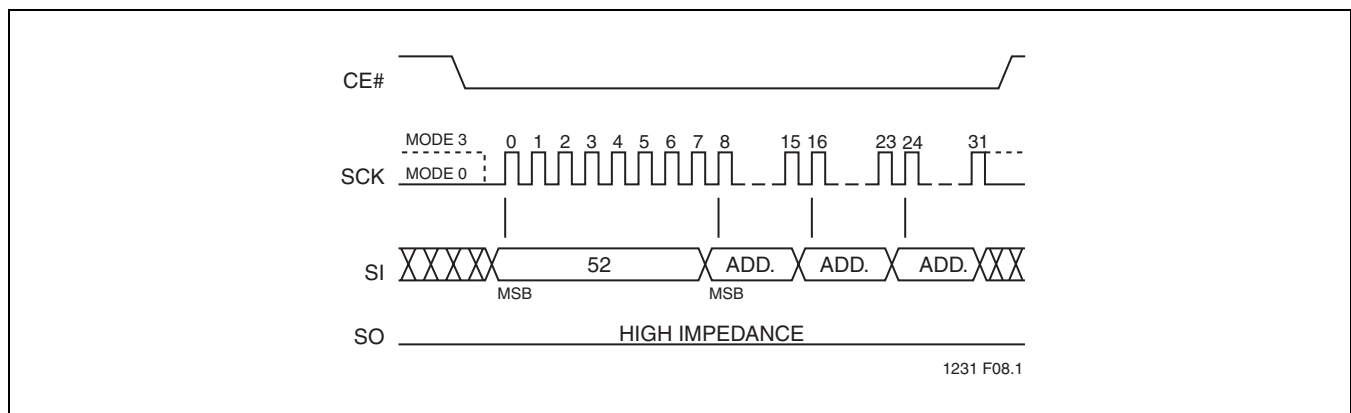 CE#
MODE 3
0 1 2 3 4 5 6 7 8 15 16 23 24 31
SCK MODE 0
SI 52 ADD. ADD. ADD.
MSB MSB
SO HIGH IMPEDANCE
1231 F08.1